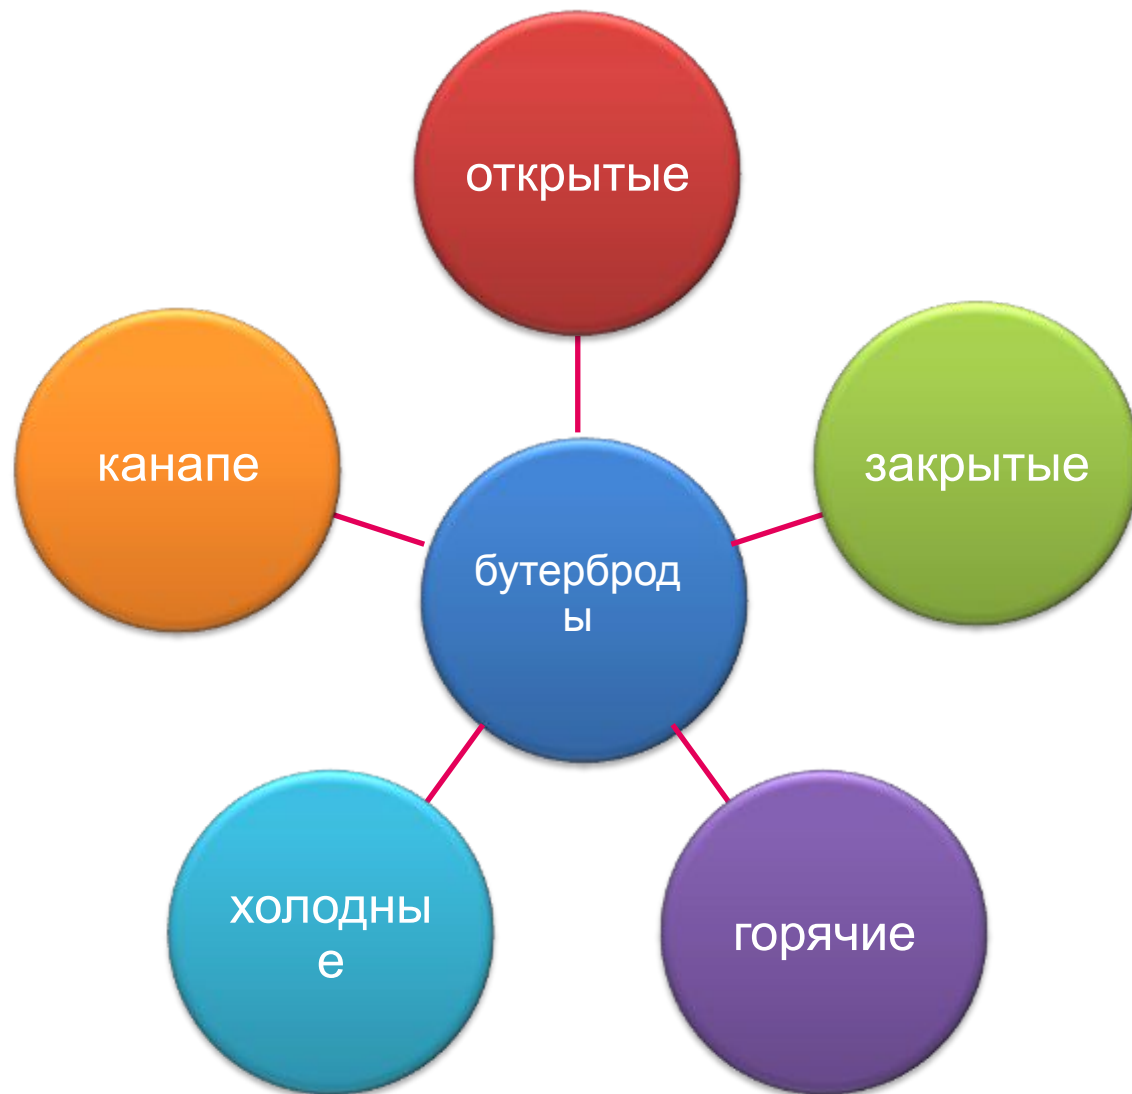 открытые
канапе
закрытые
бутерброд
ы
холодны
е
горячие